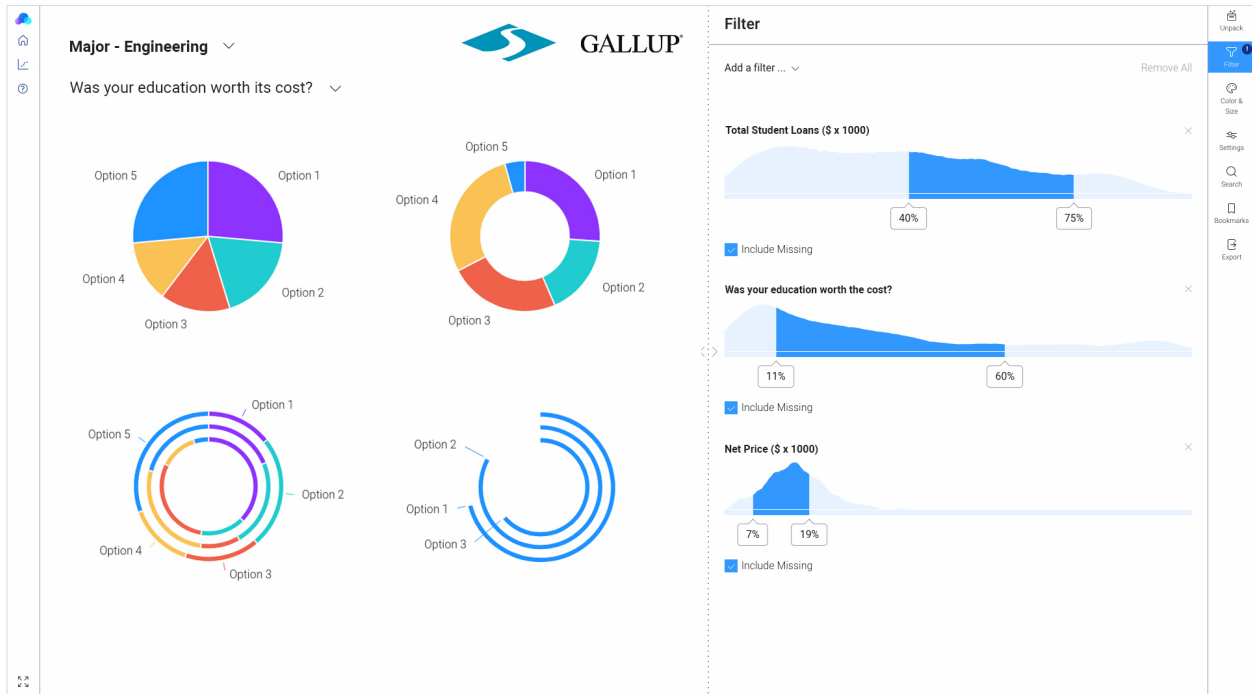 Major - Engineering
GALLUP®
Was your education worth its cost?
Option 5
Option 1
Option 4
Option 2
Option 3
Option 5
Option 1
Option 4
Option 2
Option 3
Option 1
Option 5
Option 2
Option 4
Option 3
Option 2
Option 1
Option 3
Filter
Add a filter ...
Remove All
Total Student Loans ($ x 1000)
40%
75%
Include Missing
Was your education worth the cost?
11%
60%
Include Missing
Net Price ($ x 1000)
7%
19%
Include Missing
Unpack
1
Filter
Color &
Size
Settings
Search
Bookmarks
Export